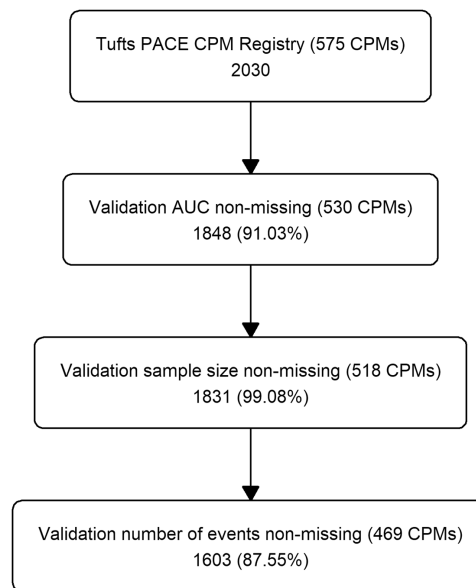 Tufts PACE CPM Registry (575 CPMs)
2030
Validation AUC non-missing (530 CPMs)
1848 (91.03%)
Validation sample size non-missing (518 CPMs)
1831 (99.08%)
Validation number of events non-missing (469 CPMs)
1603 (87.55%)